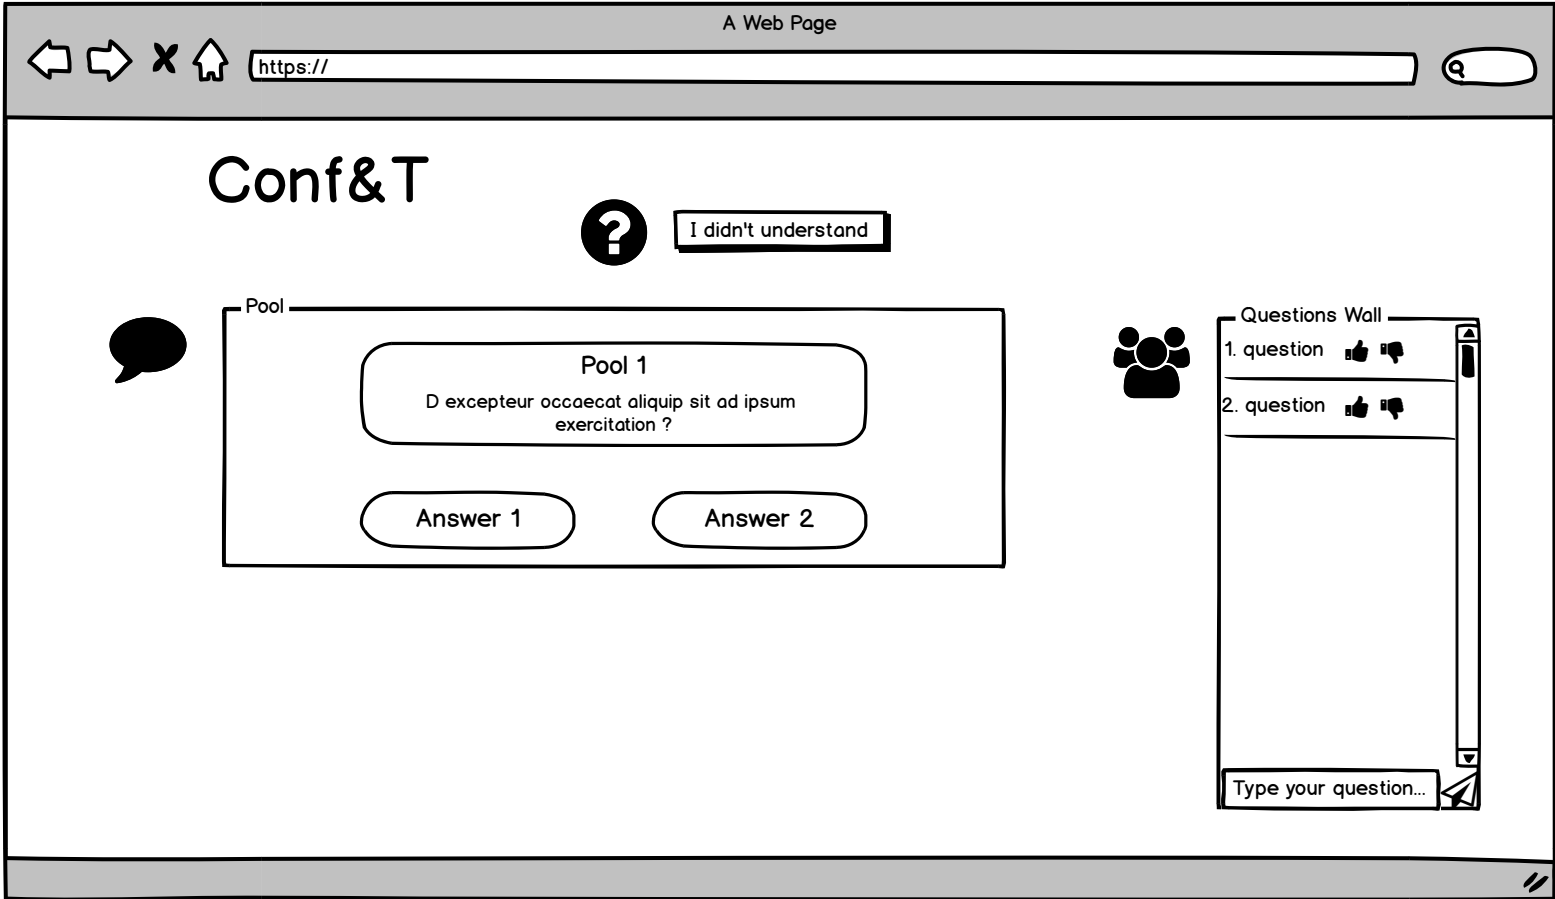 A Web Page
https://
Conf&T
I didn't understand
Pool
Pool 1
D excepteur occaecat aliquip sit ad ipsum
exercitation ?
Answer 1
Answer 2
Questions Wall
1. question
2. question
Type your question...